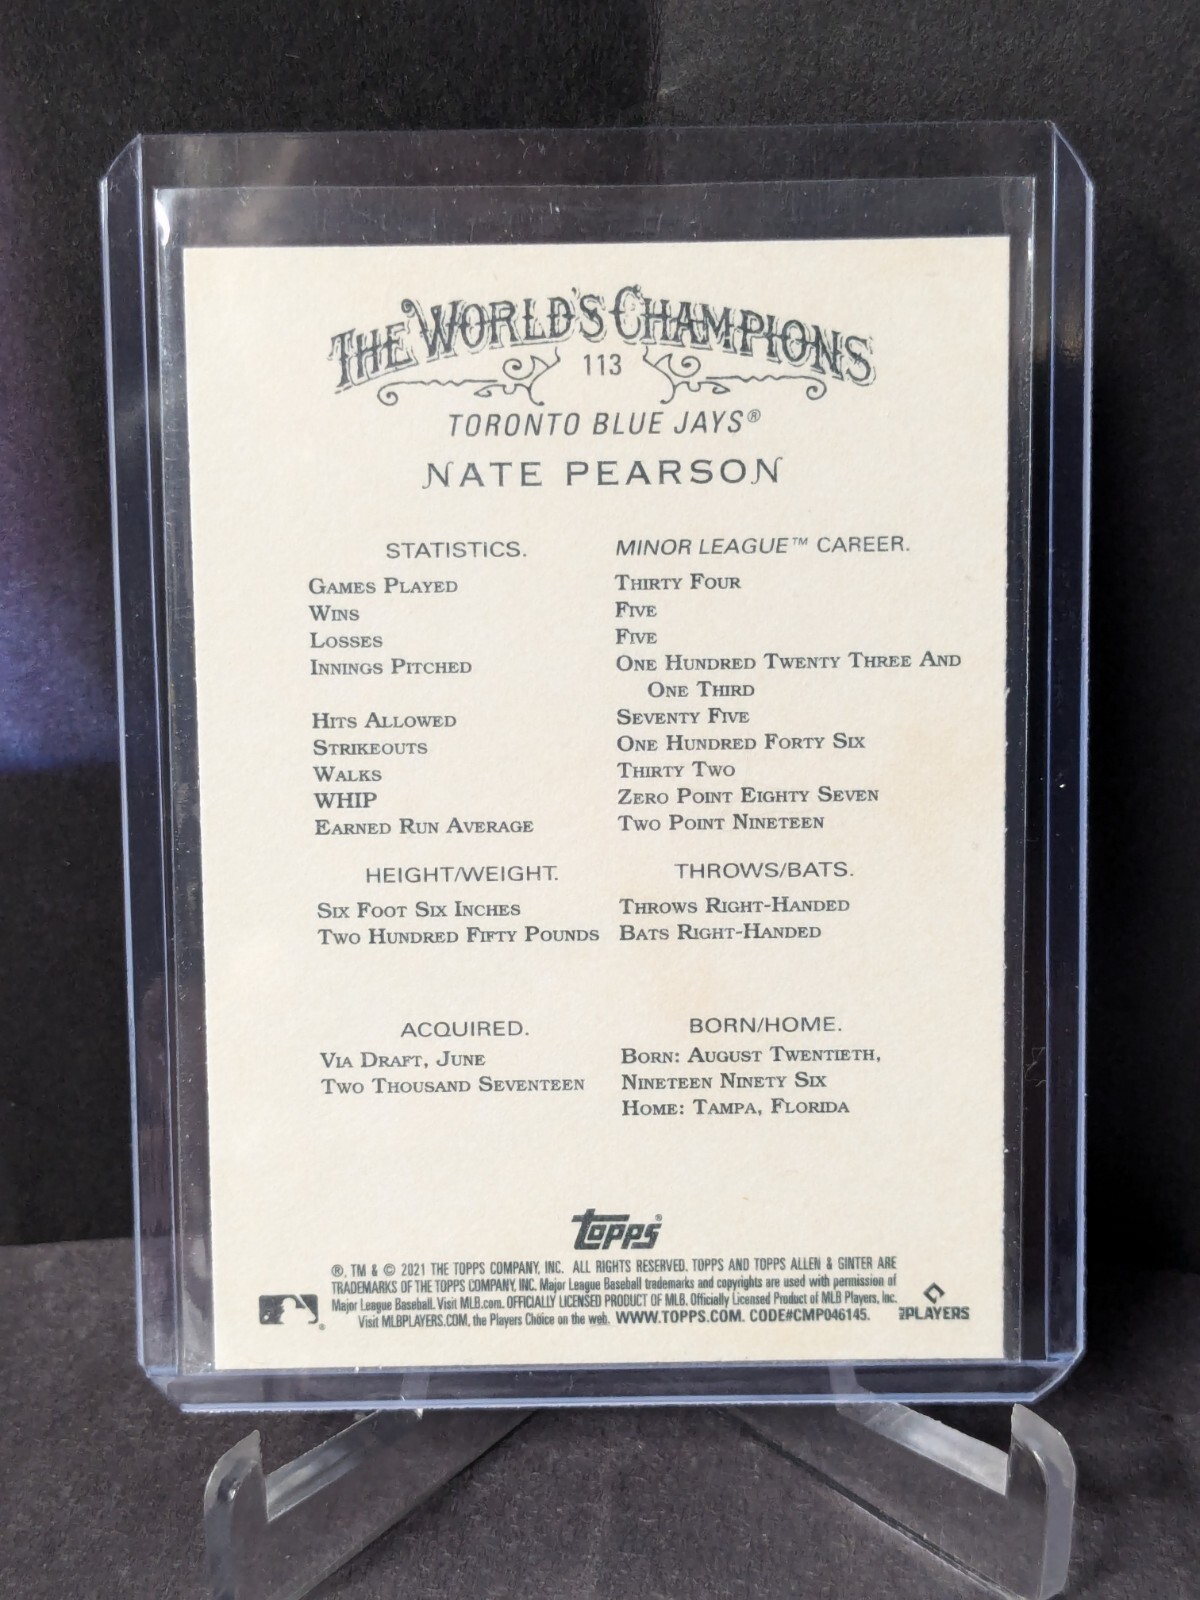 THE WORLD'S CHAMPIONS
113
TORONTO BLUE JAYS®
NATE PEARSON
STATISTICS. MINOR LEAGUE™ CAREER.
GAMES PLAYED THIRTY FOUR
WINS FIVE
LOSSES FIVE
INNINGS PITCHED ONE HUNDRED TWENTY THREE AND
ONE THIRD
HITS ALLOWED SEVENTY FIVE
STRIKEOUTS ONE HUNDRED FORTY SIX
WALKS THIRTY TWO
WHIP ZERO POINT EIGHTY SEVEN
EARNED RUN AVERAGE TWO POINT NINETEEN
HEIGHT/WEIGHT. THROWS/BATS.
SIX FOOT SIX INCHES THROWS RIGHT-HANDED
TWO HUNDRED FIFTY POUNDS BATS RIGHT-HANDED
ACQUIRED. BORN/HOME.
VIA DRAFT, JUNE BORN: AUGUST TWENTIETH,
TWO THOUSAND SEVENTEEN NINETEEN NINETY SIX
HOME: TAMPA, FLORIDA
Topps®
®, TM & © 2021 THE TOPPS COMPANY, INC. ALL RIGHTS RESERVED. TOPPS AND TOPPS ALLEN & GINTER ARE
TRADEMARKS OF THE TOPPS COMPANY, INC. Major League Baseball trademarks and copyrights are used with permission of
Major League Baseball. Visit MLB.com. OFFICIALLY LICENSED PRODUCT OF MLB. Officially Licensed Product of MLB Players, Inc.
Visit MLBPLAYERS.COM, the Players Choice on the web. WWW.TOPPS.COM. CODE#CMP046145.
PLAYERS